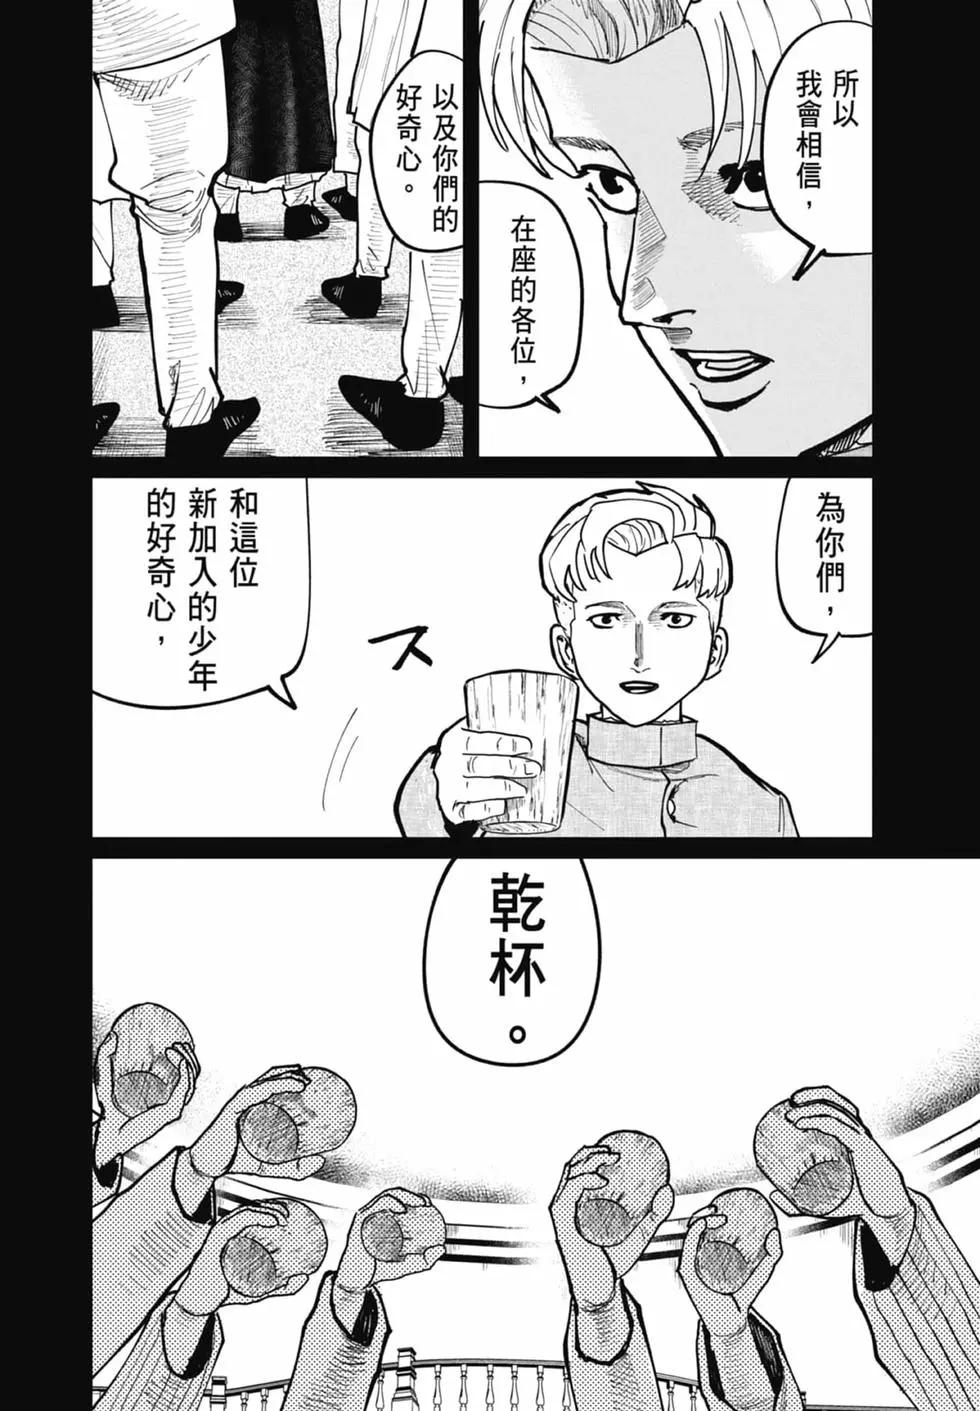 所以
我會相信，
在座的各位，
以及你們的
好奇心。
為你們，
ス
和這位
新加入的少年
的好奇心，
乾杯。